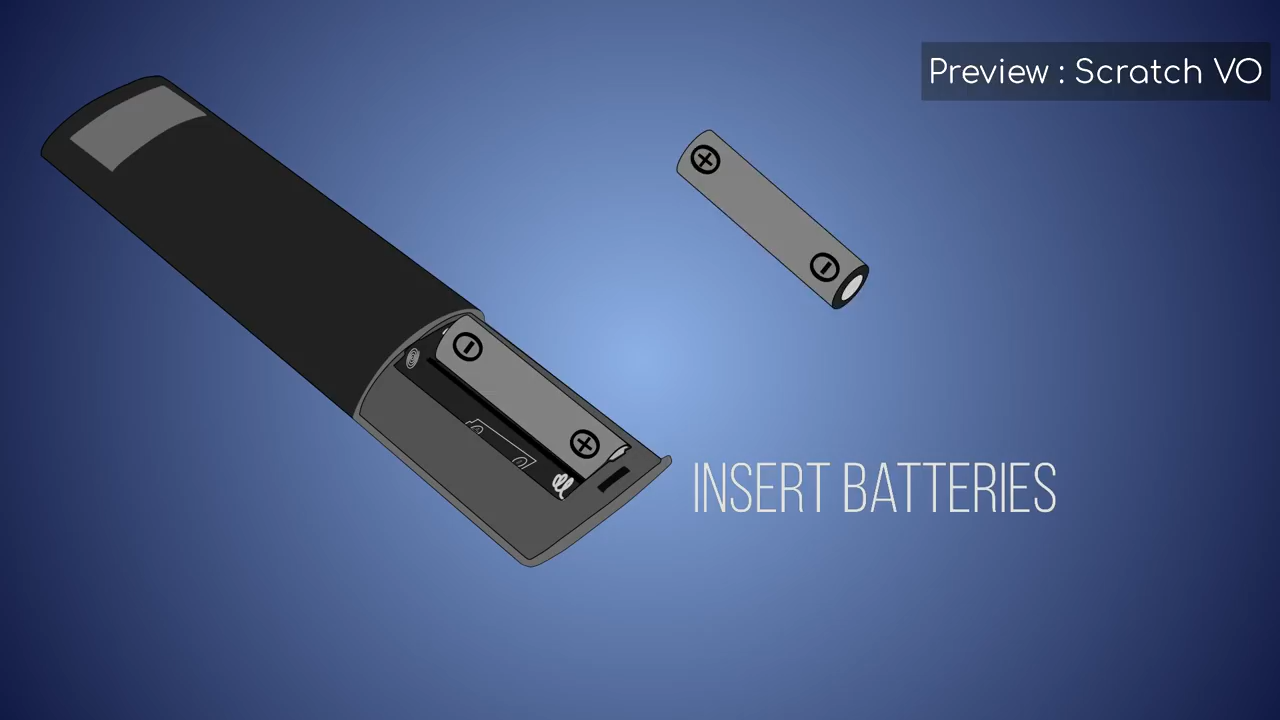 Preview : Scratch VO
+
-
-
+
INSERT BATTERIES